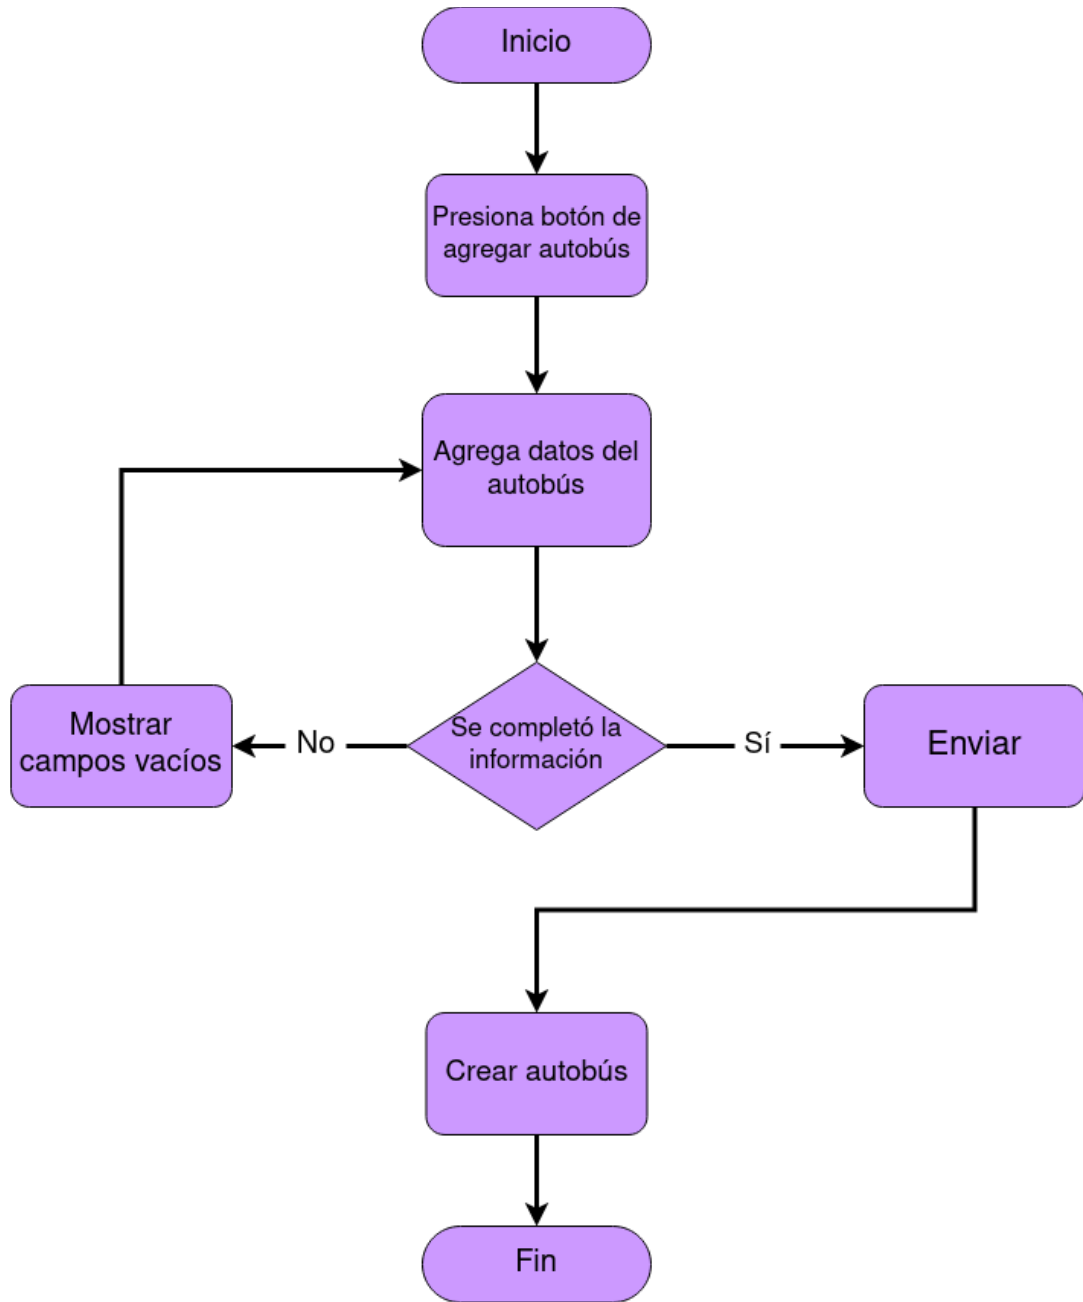 Inicio
Presiona botón de
agregar autobús
Agrega datos del
autobús
Se completó la
información
No
Mostrar
campos vacíos
Sí
Enviar
Crear autobús
Fin